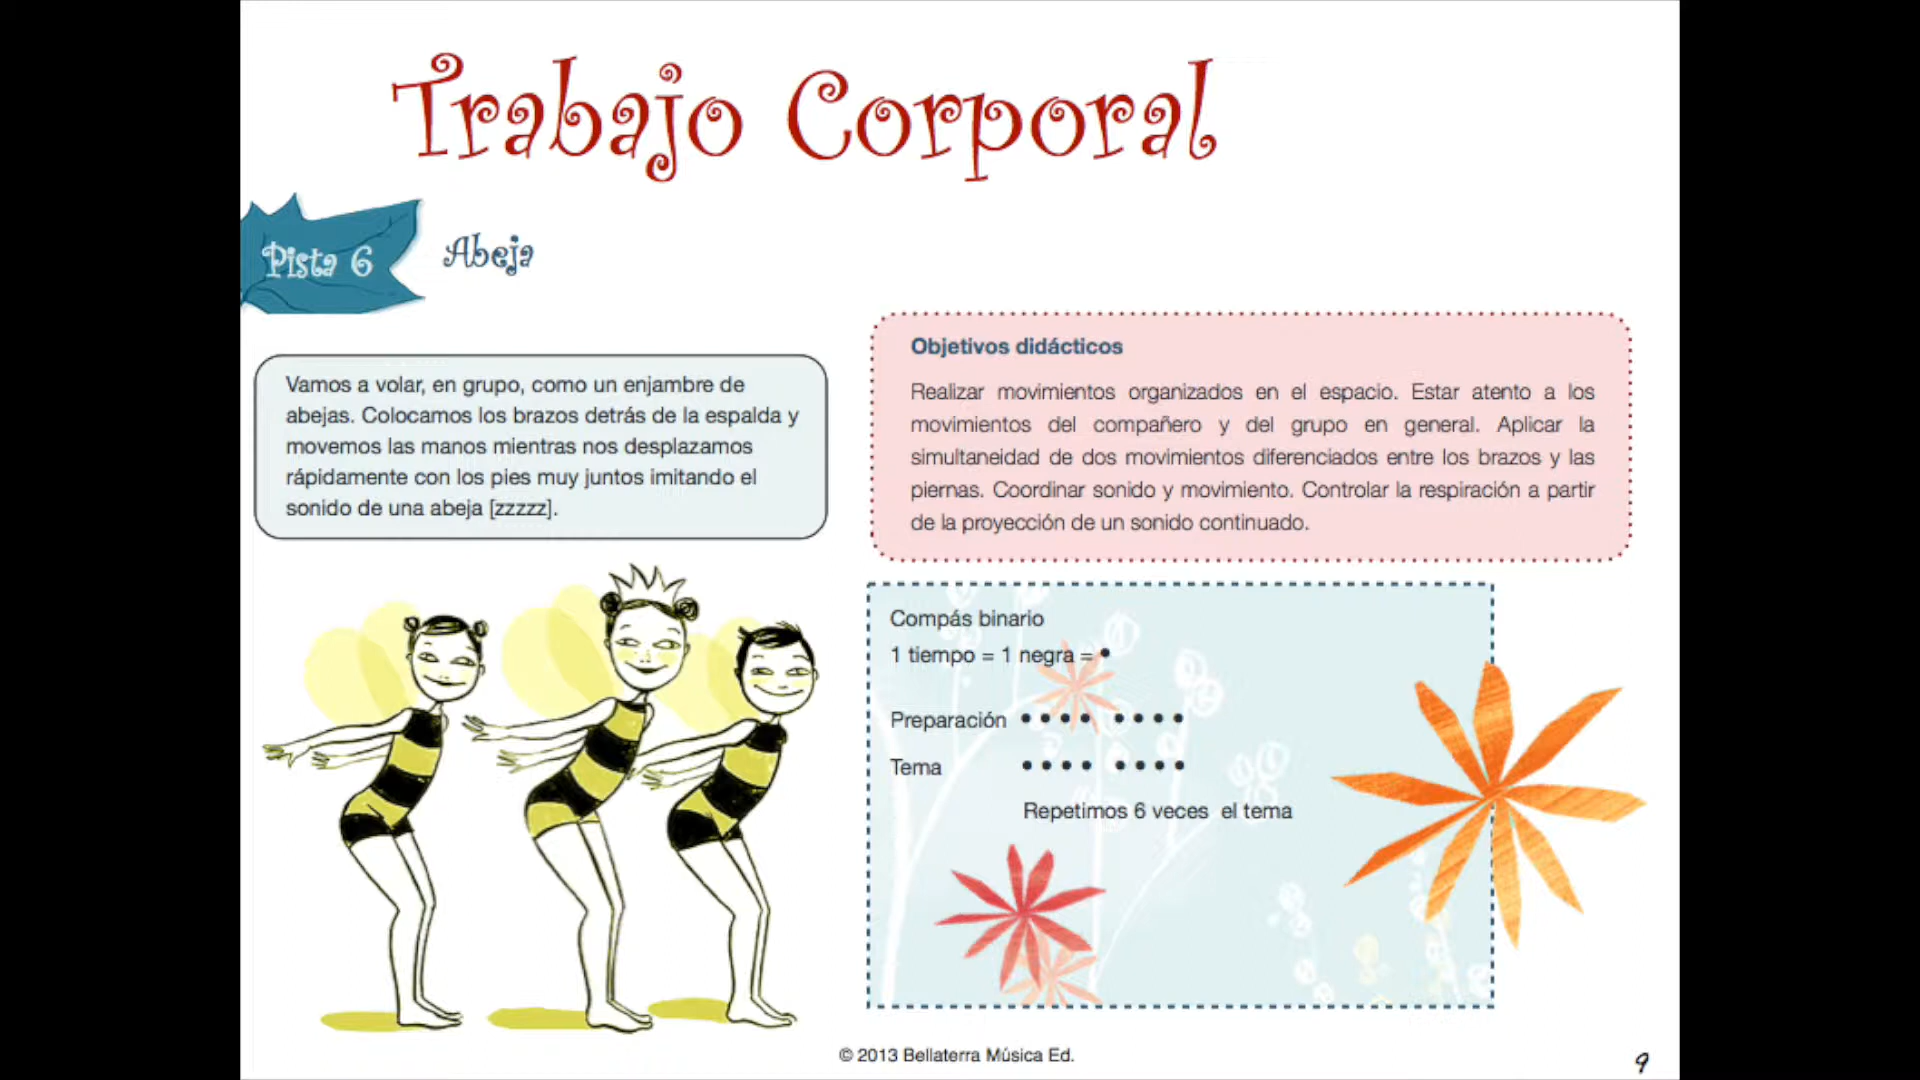 Trabajo Corporal
Pista 6
Abeja
Vamos a volar, en grupo, como un enjambre de
abejas. Colocamos los brazos detrás de la espalda y
movemos las manos mientras nos desplazamos
rápidamente con los pies muy juntos imitando el
sonido de una abeja [zzzzz].
Objetivos didácticos
Realizar movimientos organizados en el espacio. Estar atento a los
movimientos del compañero y del grupo en general. Aplicar la
simultaneidad de dos movimientos diferenciados entre los brazos y las
piernas. Coordinar sonido y movimiento. Controlar la respiración a partir
de la proyección de un sonido continuado.
Compás binario
1 tiempo = 1 negra = •
Preparación • • • • • • • •
Tema • • • • • • • •
Repetimos 6 veces el tema
© 2013 Bellaterra Música Ed.
9